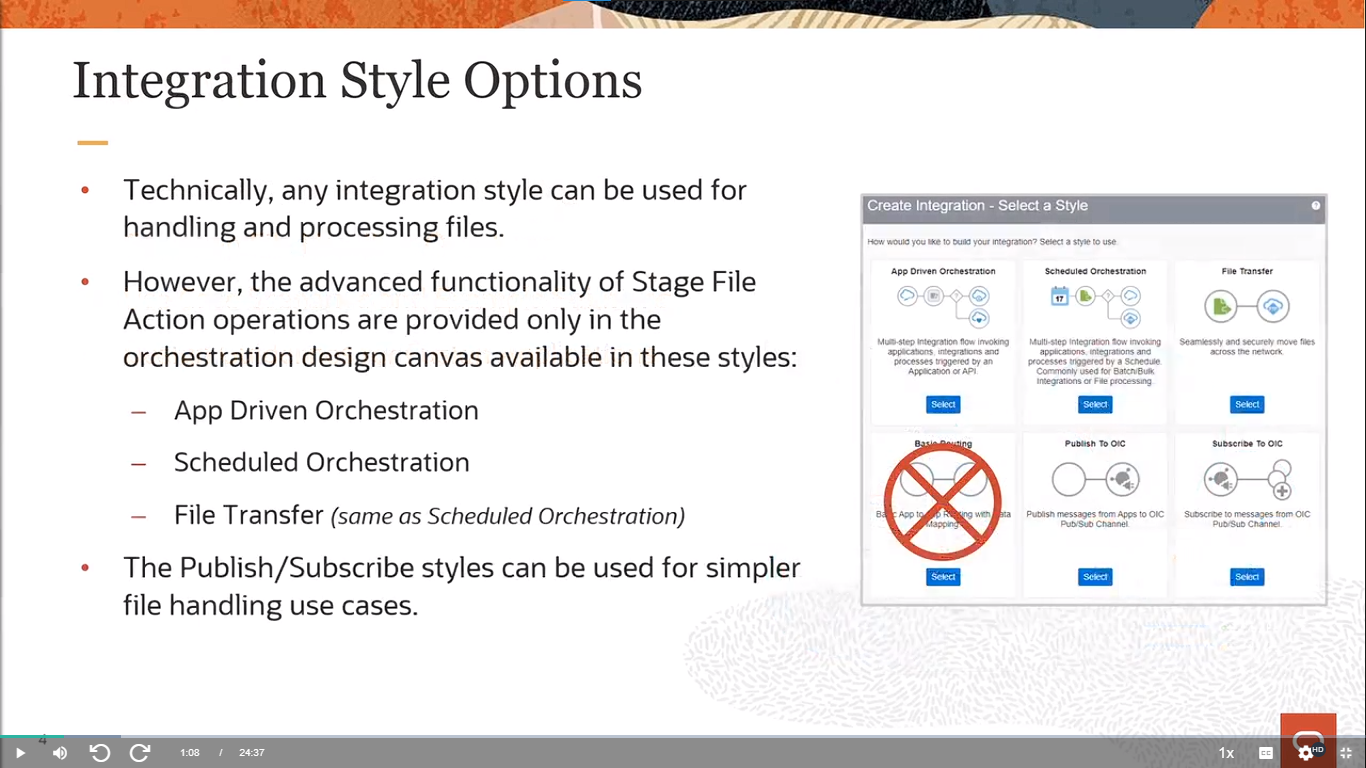 Integration Style Options
• Technically, any integration style can be used for
handling and processing files.
• However, the advanced functionality of Stage File
Action operations are provided only in the
orchestration design canvas available in these styles:
– App Driven Orchestration
– Scheduled Orchestration
– File Transfer (same as Scheduled Orchestration)
• The Publish/Subscribe styles can be used for simpler
file handling use cases.
Create Integration - Select a Style
How would you like to build your integration? Select a style to use.
App Driven Orchestration
Multi-step Integration flow invoking
applications, integrations and
processes triggered by an
Application or API.
Select
Scheduled Orchestration
17
Multi-step Integration flow invoking
applications, integrations and
processes triggered by a Schedule.
Commonly used for Batch/Bulk
Integrations or File processing.
Select
File Transfer
Seamlessly and securely move files
across the network.
Select
Basic Routing
Basic App to App Routing with Data
Mapping
Select
Publish To OIC
Publish messages from Apps to OIC
Pub/Sub Channel.
Select
Subscribe To OIC
Subscribe to messages from OIC
Pub/Sub Channel.
Select
4
1:08 / 24:37
1x
CC
HD